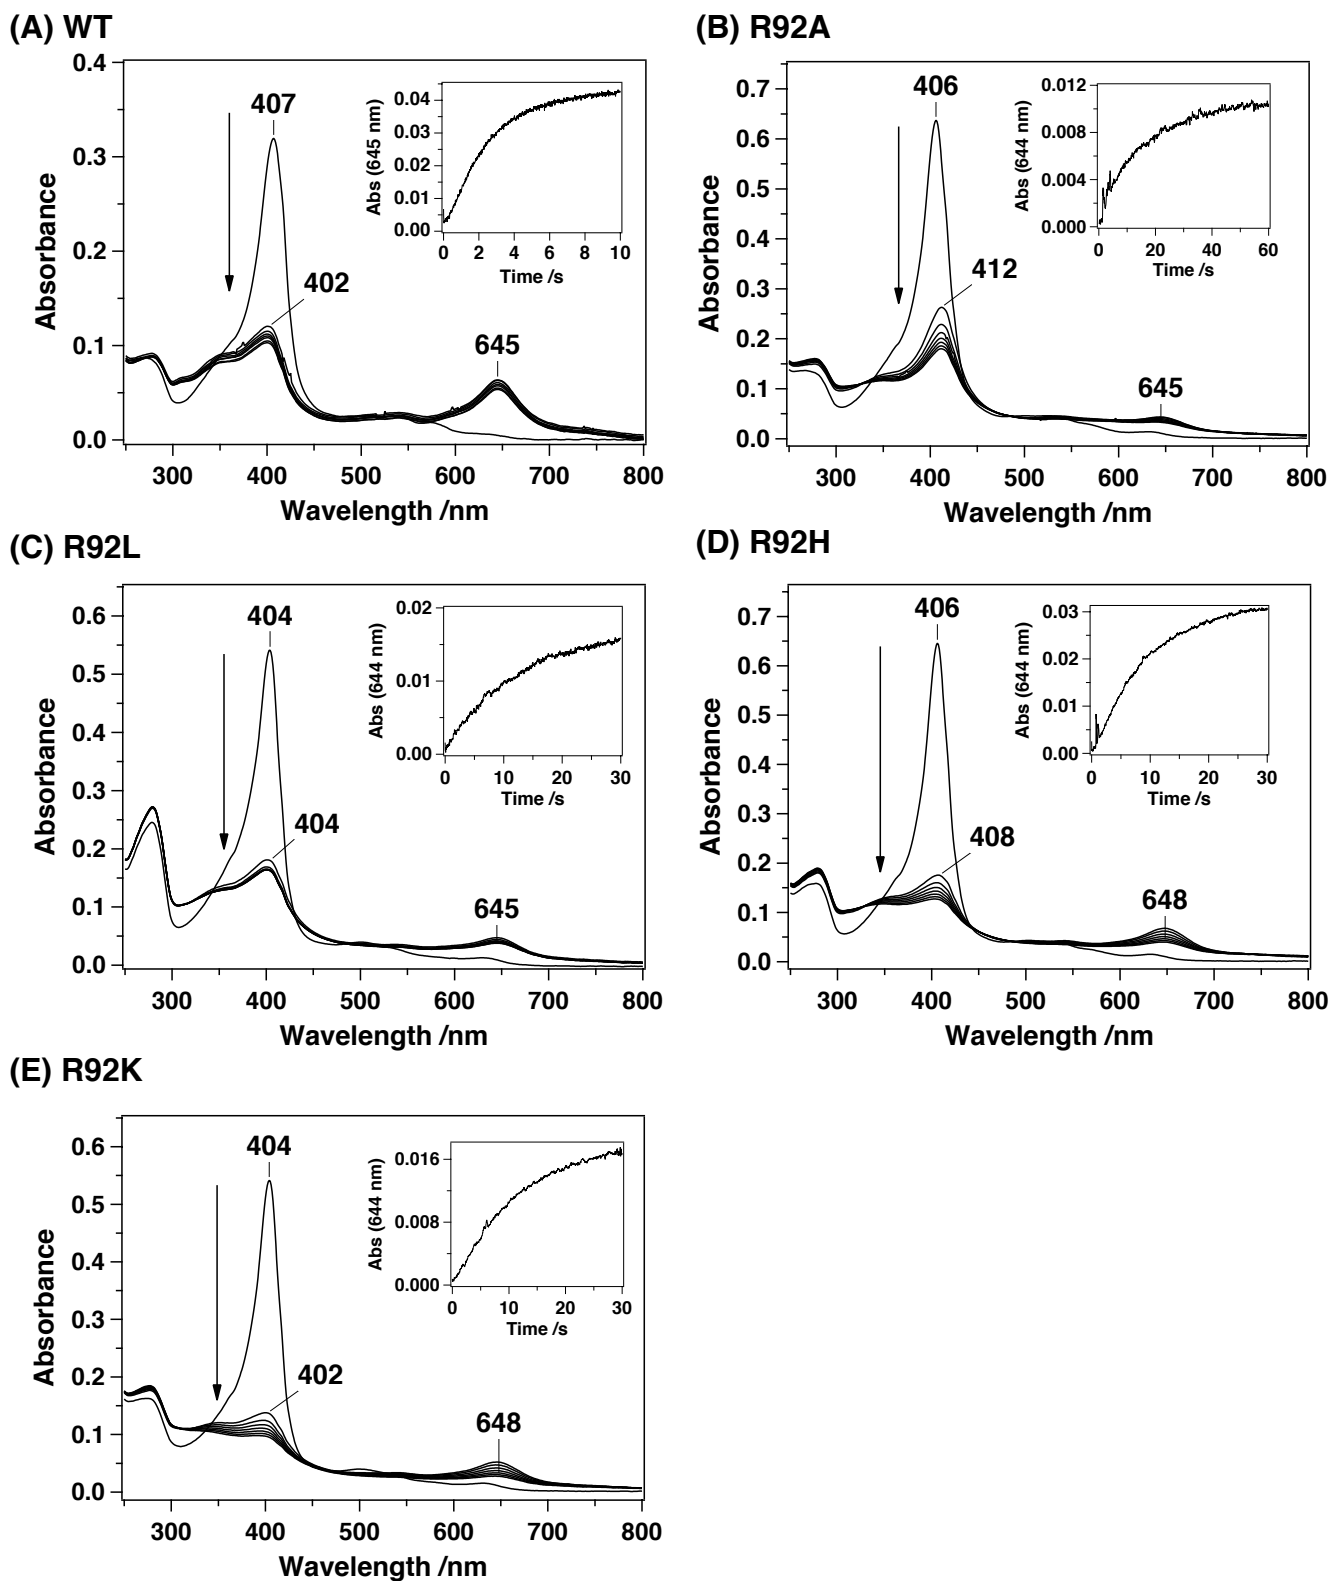 (A) WT
0.4
0.3
0.2
0.1
0.0
Absorbance
300 400 500 600 700 800
Wavelength /nm
407
402
645
0.04
0.03
0.02
0.01
0.00
Abs (645 nm)
0 2 4 6 8 10
Time /s
(B) R92A
0.7
0.6
0.5
0.4
0.3
0.2
0.1
0.0
Absorbance
300 400 500 600 700 800
Wavelength /nm
406
412
645
0.012
0.008
0.004
0.000
Abs (644 nm)
0 20 40 60
Time /s
(C) R92L
0.6
0.5
0.4
0.3
0.2
0.1
0.0
Absorbance
300 400 500 600 700 800
Wavelength /nm
404
404
645
0.02
0.01
0.00
Abs (644 nm)
0 10 20 30
Time /s
(D) R92H
0.7
0.6
0.5
0.4
0.3
0.2
0.1
0.0
Absorbance
300 400 500 600 700 800
Wavelength /nm
406
408
648
0.03
0.02
0.01
0.00
Abs (644 nm)
0 10 20 30
Time /s
(E) R92K
0.6
0.5
0.4
0.3
0.2
0.1
0.0
Absorbance
300 400 500 600 700 800
Wavelength /nm
404
402
648
0.016
0.008
0.000
Abs (644 nm)
0 10 20 30
Time /s